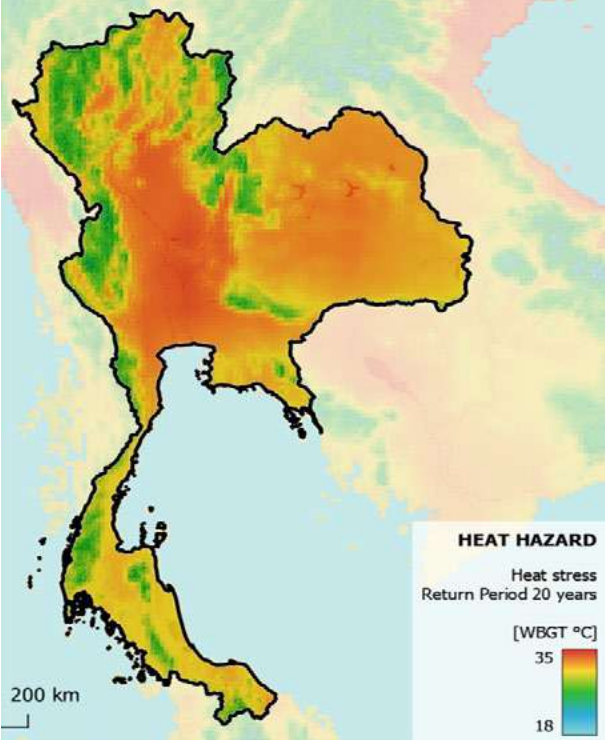 HEAT HAZARD
Heat stress
Return Period 20 years
[WBGT °C]
35
18
200 km